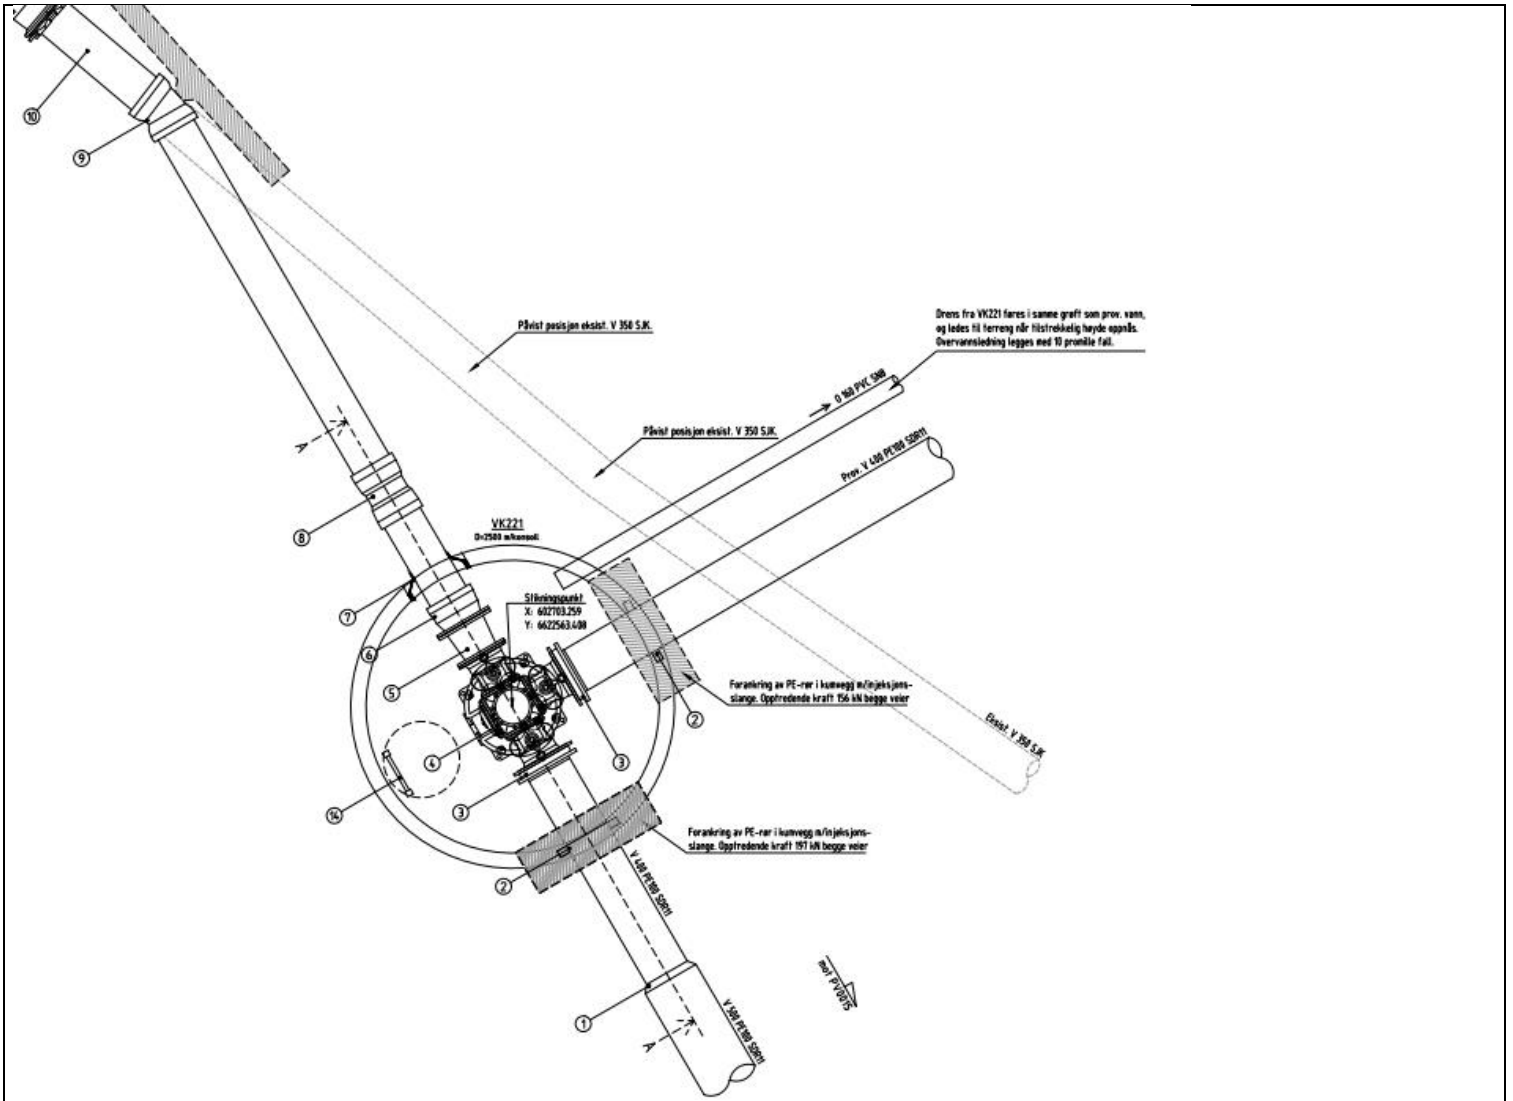 10
9
Påvist posisjon eksist. V 350 SJK.
Drens fra VK221 føres i samme grøft som prov. vann,
og ledes til terreng når tilstrekkelig høyde oppnås.
Overvannsledning legges med 10 promille fall.
O 160 PVC SN8
Påvist posisjon eksist. V 350 SJK.
Prov. V 400 PE100 SDR11
A
8
VK221
D=2500 m/konsoll
7
Stikningspunkt
X: 602703.259
Y: 6622563.408
6
5
Forankring av PE-rør i kumvegg m/injeksjons-
slange. Opptredende kraft 156 kN begge veier
2
Eksist. V 350 SJK
4
3
3
14
Forankring av PE-rør i kumvegg m/injeksjons-
slange. Opptredende kraft 197 kN begge veier
2
V 400 PE100 SDR11
mot PV0015
1
V 500 PE100 SDR11
A